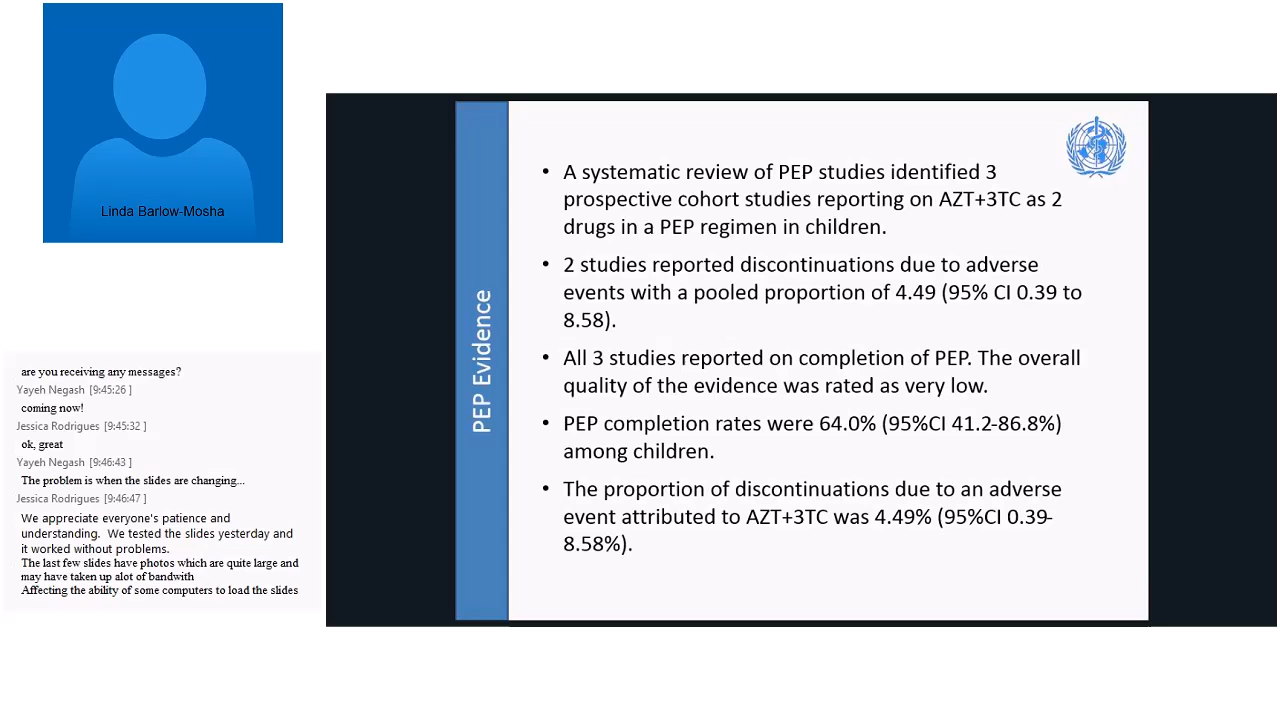 Linda Barlow-Mosha
are you receiving any messages?
Yayeh Negash [9:45:26 ]
coming now!
Jessica Rodrigues [9:45:32 ]
ok, great
Yayeh Negash [9:46:43 ]
The problem is when the slides are changing...
Jessica Rodrigues [9:46:47 ]
We appreciate everyone's patience and
understanding.  We tested the slides yesterday and
it worked without problems.
The last few slides have photos which are quite large and
may have taken up alot of bandwith
Affecting the ability of some computers to load the slides
PEP Evidence
• A systematic review of PEP studies identified 3
prospective cohort studies reporting on AZT+3TC as 2
drugs in a PEP regimen in children.
• 2 studies reported discontinuations due to adverse
events with a pooled proportion of 4.49 (95% CI 0.39 to
8.58).
• All 3 studies reported on completion of PEP. The overall
quality of the evidence was rated as very low.
• PEP completion rates were 64.0% (95%CI 41.2-86.8%)
among children.
• The proportion of discontinuations due to an adverse
event attributed to AZT+3TC was 4.49% (95%CI 0.39-
8.58%).